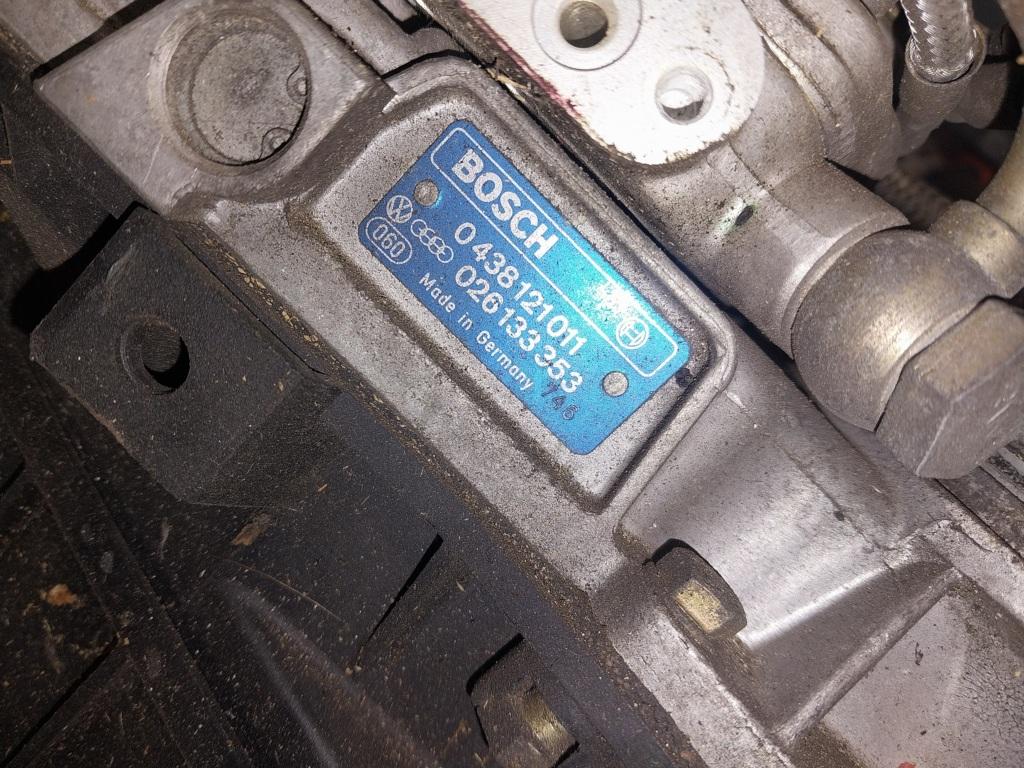 BOSCH
0 438 121 011
026 133 353
060
Made in Germany 746